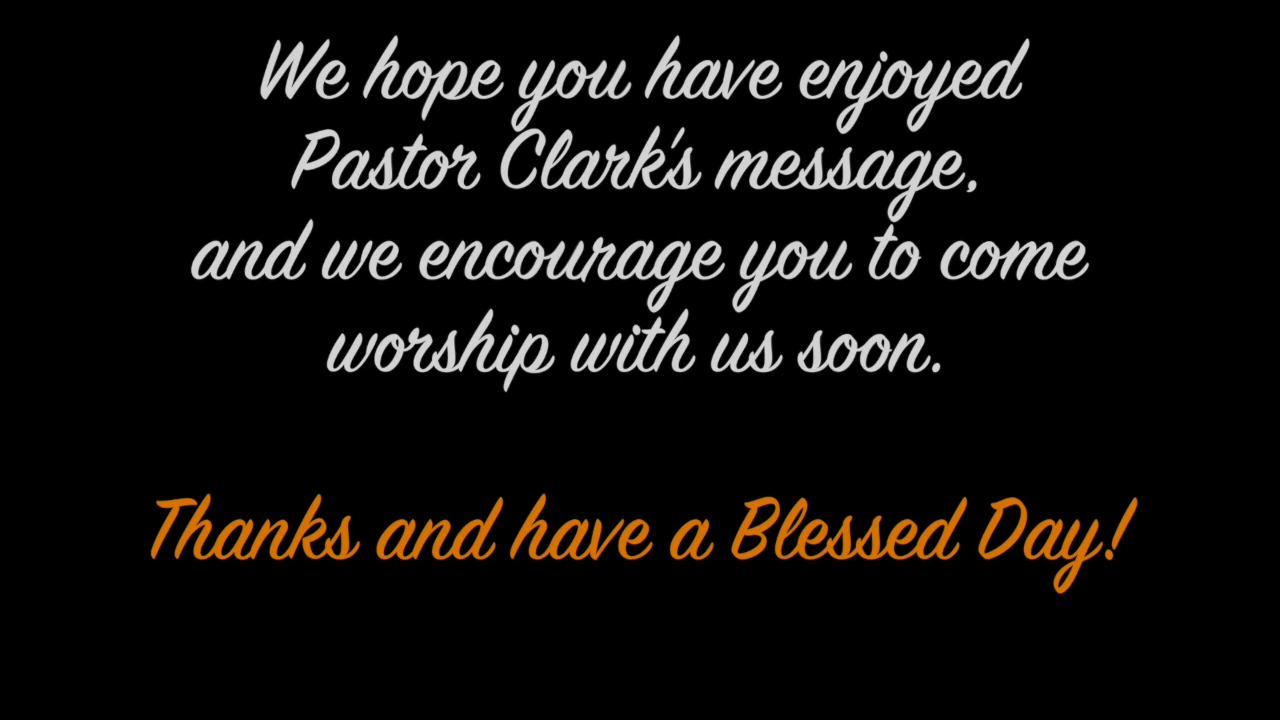 We hope you have enjoyed
Pastor Clark's message,
and we encourage you to come
worship with us soon.
Thanks and have a Blessed Day!